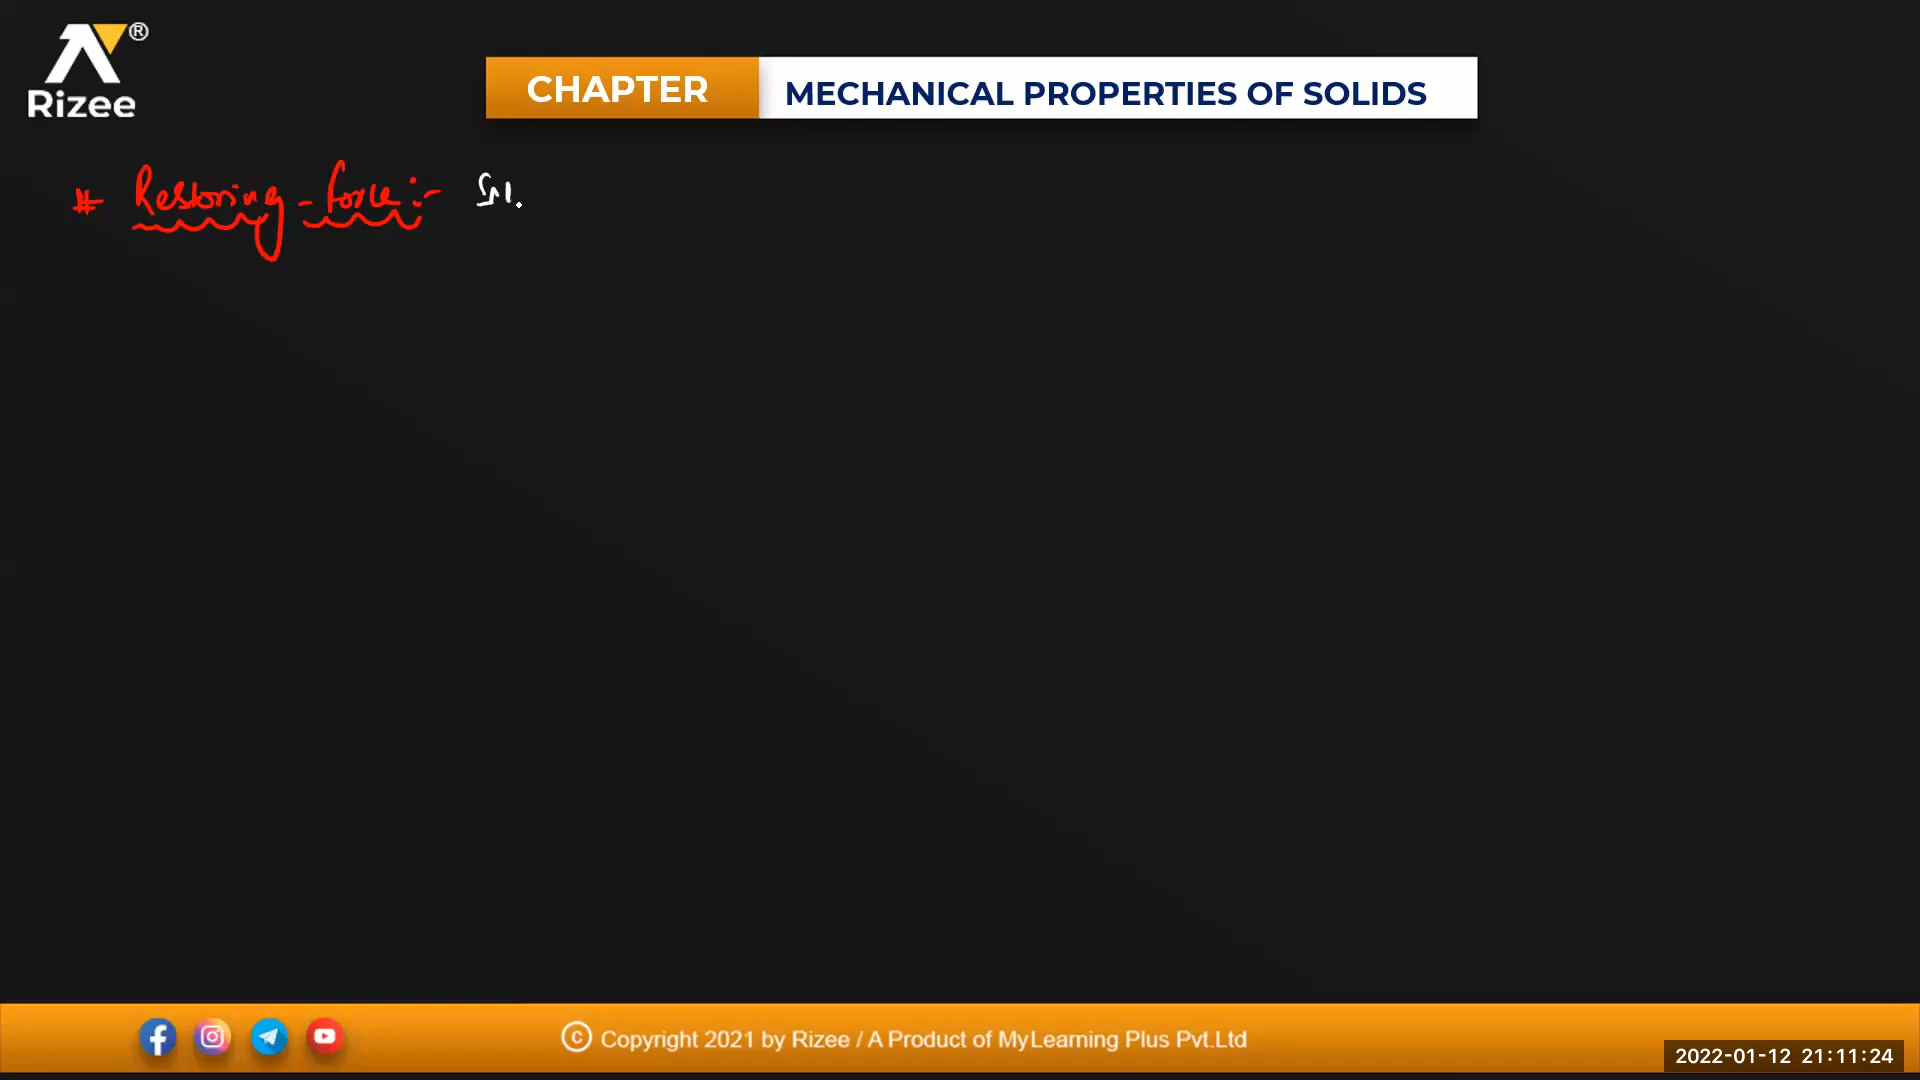 Rizee®
CHAPTER MECHANICAL PROPERTIES OF SOLIDS
# Restoring - force :-
© Copyright 2021 by Rizee / A Product of MyLearning Plus Pvt.Ltd
2022-01-12 21:11:24